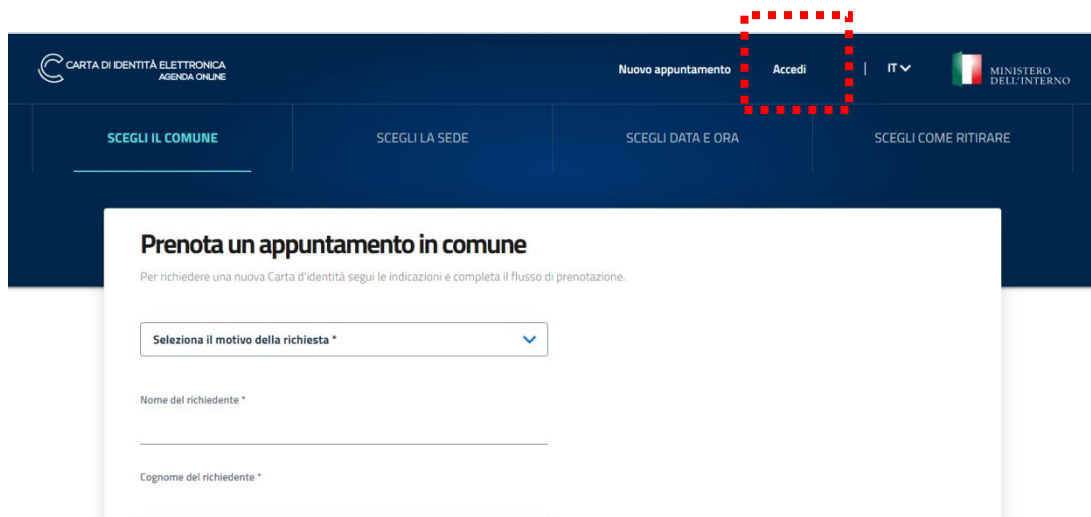 CARTA DI IDENTITÀ ELETTRONICA
AGENDA ONLINE
Nuovo appuntamento
Accedi
|
IT
MINISTERO
DELL'INTERNO
SCEGLI IL COMUNE
SCEGLI LA SEDE
SCEGLI DATA E ORA
SCEGLI COME RITIRARE
Prenota un appuntamento in comune
Per richiedere una nuova Carta d'identità segui le indicazioni e completa il flusso di prenotazione.
Seleziona il motivo della richiesta *
Nome del richiedente *
Cognome del richiedente *